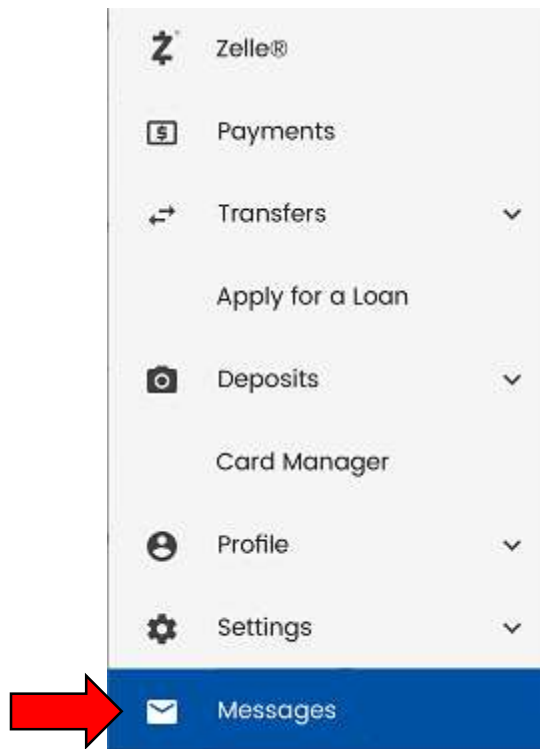 Zelle®
Payments
Transfers
Apply for a Loan
Deposits
Card Manager
Profile
Settings
Messages